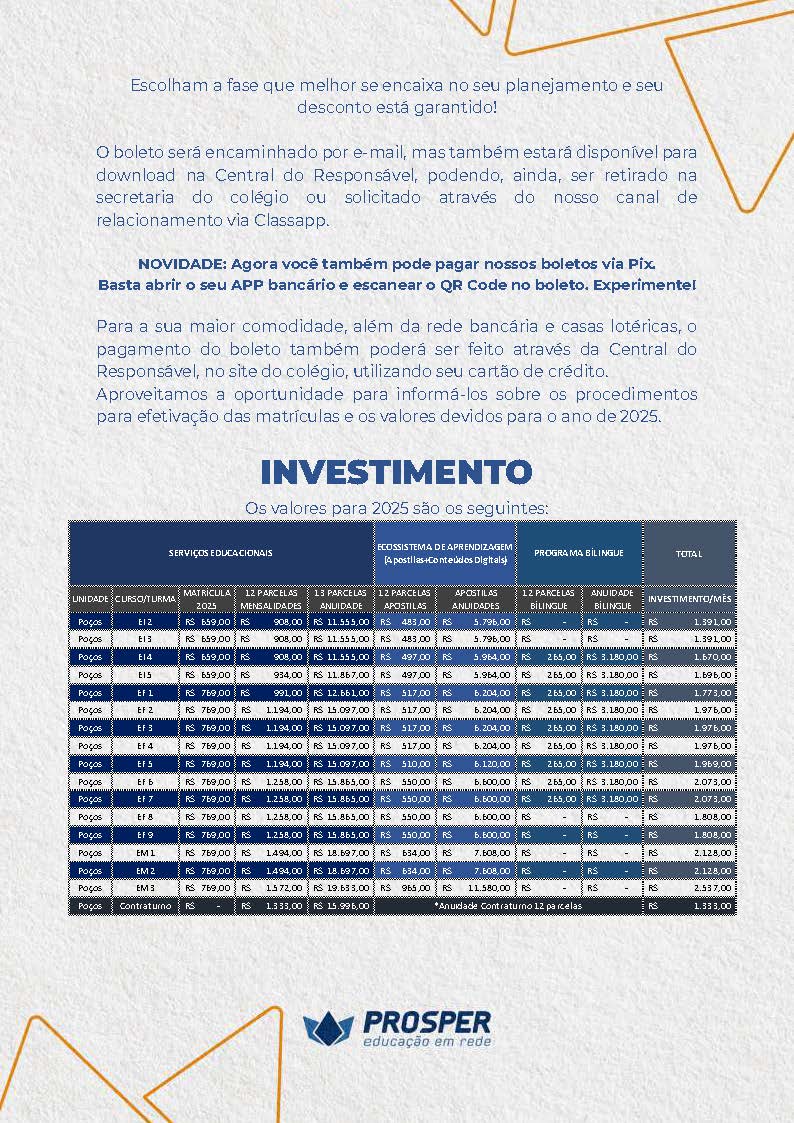 Escolham a fase que melhor se encaixa no seu planejamento e seu
desconto está garantido!
O boleto será encaminhado por e-mail, mas também estará disponível para
download na Central do Responsável, podendo, ainda, ser retirado na
secretaria do colégio ou solicitado através do nosso canal de
relacionamento via Classapp.
NOVIDADE: Agora você também pode pagar nossos boletos via Pix.
Basta abrir o seu APP bancário e escanear o QR Code no boleto. Experimente!
Para a sua maior comodidade, além da rede bancária e casas lotéricas, o
pagamento do boleto também poderá ser feito através da Central do
Responsável, no site do colégio, utilizando seu cartão de crédito.
Aproveitamos a oportunidade para informá-los sobre os procedimentos
para efetivação das matrículas e os valores devidos para o ano de 2025.
INVESTIMENTO
Os valores para 2025 são os seguintes:
SERVIÇOS EDUCACIONAIS ECOSSISTEMA DE APRENDIZAGEM (Apostilas+Conteúdos Digitais) PROGRAMA BÍLINGUE TOTAL
UNIDADE CURSO/TURMA MATRÍCULA 2025 12 PARCELAS MENSALIDADES 13 PARCELAS ANUIDADE 12 PARCELAS APOSTILAS APOSTILAS ANUIDADES 12 PARCELAS BÍLINGUE ANUIDADE BÍLINGUE INVESTIMENTO/MÊS
Poços EI 2 R$ 659,00 R$ 908,00 R$ 11.555,00 R$ 483,00 R$ 5.796,00 R$ - R$ - R$ 1.391,00
Poços EI 3 R$ 659,00 R$ 908,00 R$ 11.555,00 R$ 483,00 R$ 5.796,00 R$ - R$ - R$ 1.391,00
Poços EI 4 R$ 659,00 R$ 908,00 R$ 11.555,00 R$ 497,00 R$ 5.964,00 R$ 265,00 R$ 3.180,00 R$ 1.670,00
Poços EI 5 R$ 659,00 R$ 934,00 R$ 11.867,00 R$ 497,00 R$ 5.964,00 R$ 265,00 R$ 3.180,00 R$ 1.696,00
Poços EF 1 R$ 769,00 R$ 991,00 R$ 12.661,00 R$ 517,00 R$ 6.204,00 R$ 265,00 R$ 3.180,00 R$ 1.773,00
Poços EF 2 R$ 769,00 R$ 1.194,00 R$ 15.097,00 R$ 517,00 R$ 6.204,00 R$ 265,00 R$ 3.180,00 R$ 1.976,00
Poços EF 3 R$ 769,00 R$ 1.194,00 R$ 15.097,00 R$ 517,00 R$ 6.204,00 R$ 265,00 R$ 3.180,00 R$ 1.976,00
Poços EF 4 R$ 769,00 R$ 1.194,00 R$ 15.097,00 R$ 517,00 R$ 6.204,00 R$ 265,00 R$ 3.180,00 R$ 1.976,00
Poços EF 5 R$ 769,00 R$ 1.194,00 R$ 15.097,00 R$ 510,00 R$ 6.120,00 R$ 265,00 R$ 3.180,00 R$ 1.969,00
Poços EF 6 R$ 769,00 R$ 1.258,00 R$ 15.865,00 R$ 550,00 R$ 6.600,00 R$ 265,00 R$ 3.180,00 R$ 2.073,00
Poços EF 7 R$ 769,00 R$ 1.258,00 R$ 15.865,00 R$ 550,00 R$ 6.600,00 R$ 265,00 R$ 3.180,00 R$ 2.073,00
Poços EF 8 R$ 769,00 R$ 1.258,00 R$ 15.865,00 R$ 550,00 R$ 6.600,00 R$ - R$ - R$ 1.808,00
Poços EF 9 R$ 769,00 R$ 1.258,00 R$ 15.865,00 R$ 550,00 R$ 6.600,00 R$ - R$ - R$ 1.808,00
Poços EM 1 R$ 769,00 R$ 1.494,00 R$ 18.697,00 R$ 634,00 R$ 7.608,00 R$ - R$ - R$ 2.128,00
Poços EM 2 R$ 769,00 R$ 1.494,00 R$ 18.697,00 R$ 634,00 R$ 7.608,00 R$ - R$ - R$ 2.128,00
Poços EM 3 R$ 769,00 R$ 1.572,00 R$ 19.633,00 R$ 965,00 R$ 11.580,00 R$ - R$ - R$ 2.537,00
Poços Contraturno R$ - R$ 1.333,00 R$ 15.996,00 *Anuidade Contraturno 12 parcelas R$ 1.333,00
PROSPER
educação em rede